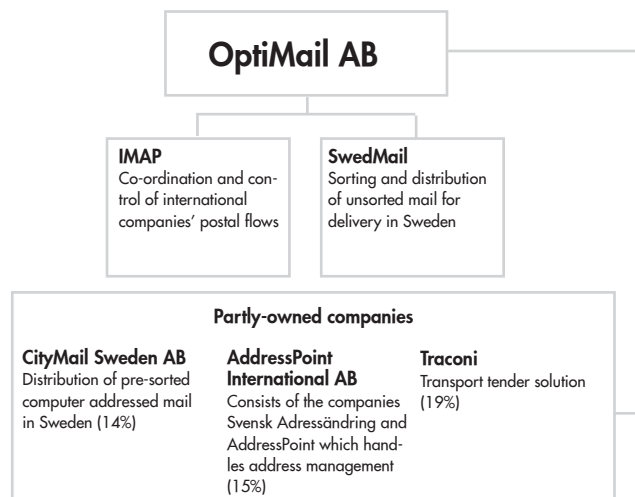 OptiMail AB
IMAP
Co-ordination and con-
trol of international
companies’ postal flows
SwedMail
Sorting and distribution
of unsorted mail for
delivery in Sweden
Partly-owned companies
CityMail Sweden AB
Distribution of pre-sorted
computer addressed mail
in Sweden (14%)
AddressPoint
International AB
Consists of the companies
Svensk Adressändring and
AddressPoint which hand-
les address management
(15%)
Traconi
Transport tender solution
(19%)